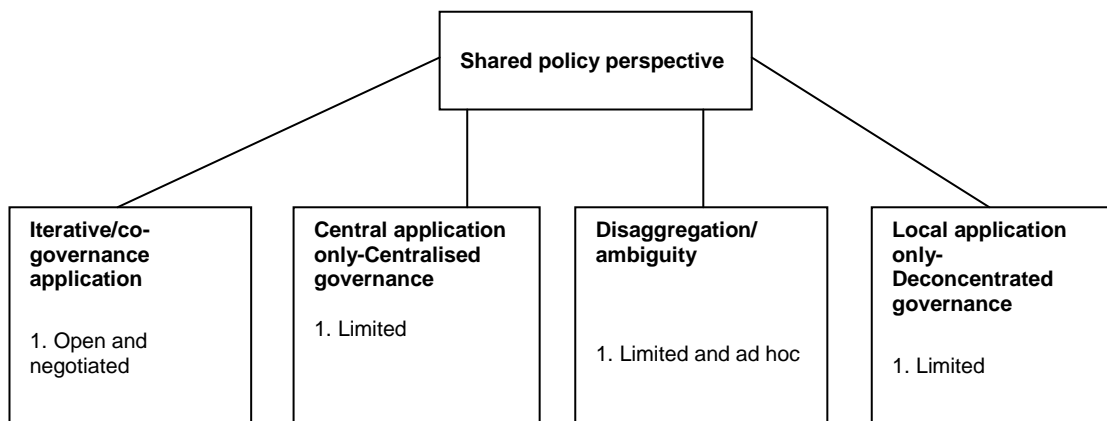 Shared policy perspective
Iterative/co-
governance
application
1. Open and
negotiated
Central application
only-Centralised
governance
1. Limited
Disaggregation/
ambiguity
1. Limited and ad hoc
Local application
only-
Deconcentrated
governance
1. Limited